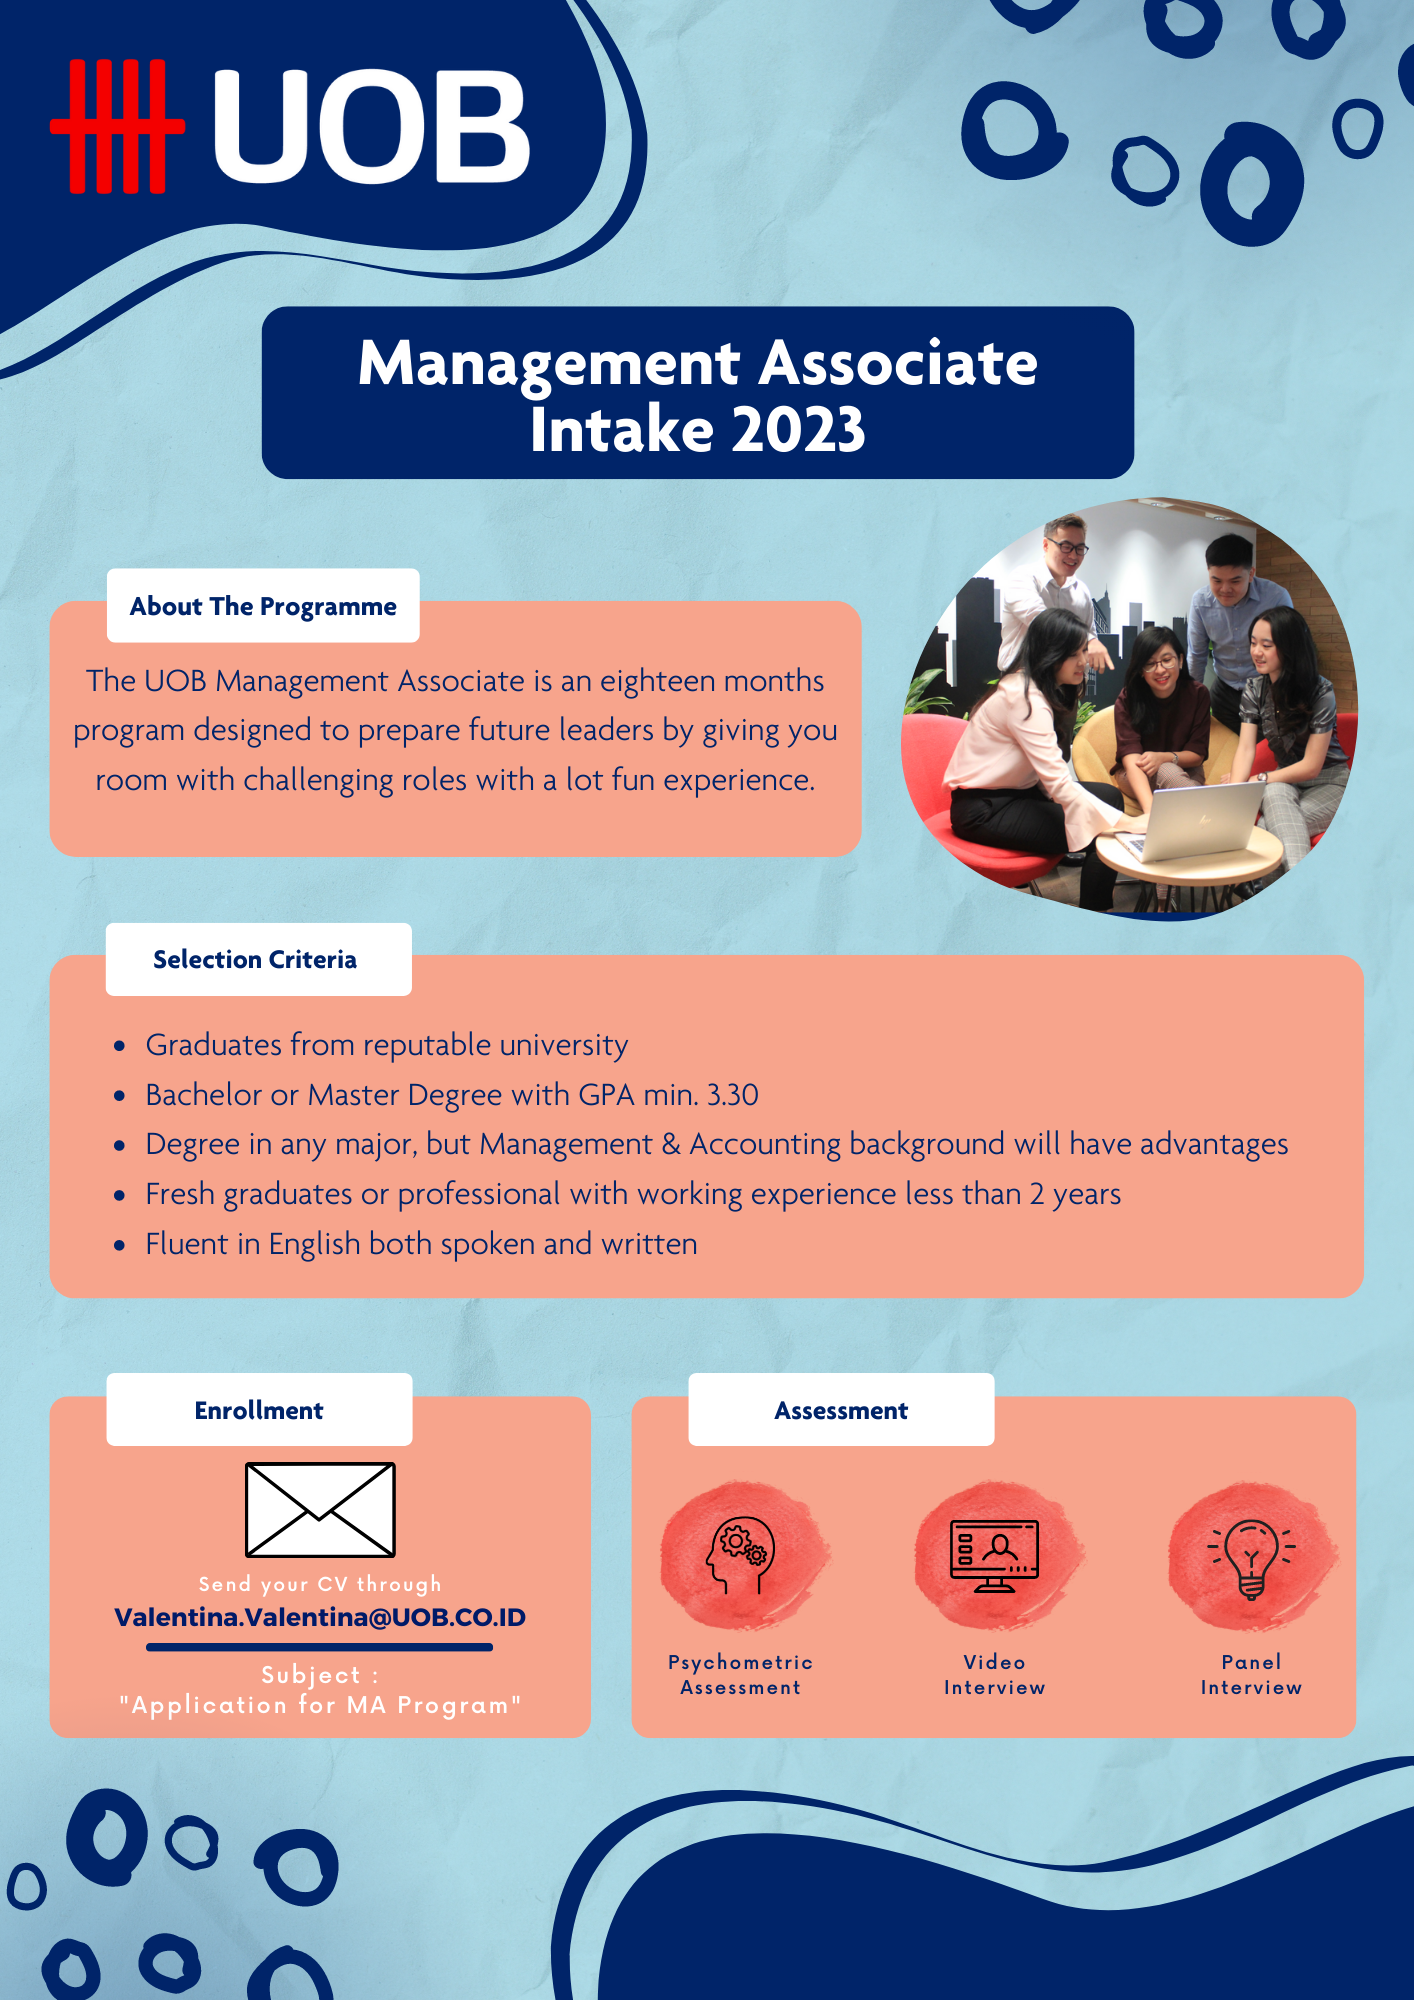 UOB
Management Associate
Intake 2023
About The Programme
The UOB Management Associate is an eighteen months
program designed to prepare future leaders by giving you
room with challenging roles with a lot fun experience.
Selection Criteria
• Graduates from reputable university
• Bachelor or Master Degree with GPA min. 3.30
• Degree in any major, but Management & Accounting background will have advantages
• Fresh graduates or professional with working experience less than 2 years
• Fluent in English both spoken and written
Enrollment
Send your CV through
Valentina.Valentina@UOB.CO.ID
Subject :
"Application for MA Program"
Assessment
Psychometric
Assessment
Video
Interview
Panel
Interview